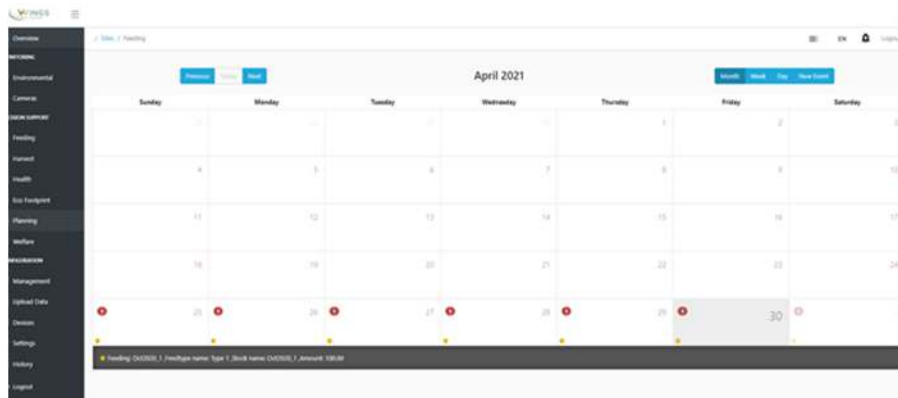 WINGS
Overview
/ Sites / Feeding
EN
Logout
Environmental
Cameras
Feeding
Harvest
Health
Eco Footprint
Planning
Welfare
Management
Upload Data
Devices
Settings
History
Logout
Previous Today Next
April 2021
Month Week Day New Event
Sunday Monday Tuesday Wednesday Thursday Friday Saturday
1 2 3
4 5 6 7 8 9 10
11 12 13 14 15 16 17
18 19 20 21 22 23 24
25 26 27 28 29 30
Feeding: Oct2020_1 ,Feedtype name: Type 1 ,Stock name: Oct2020_1 ,Amount: 100.00